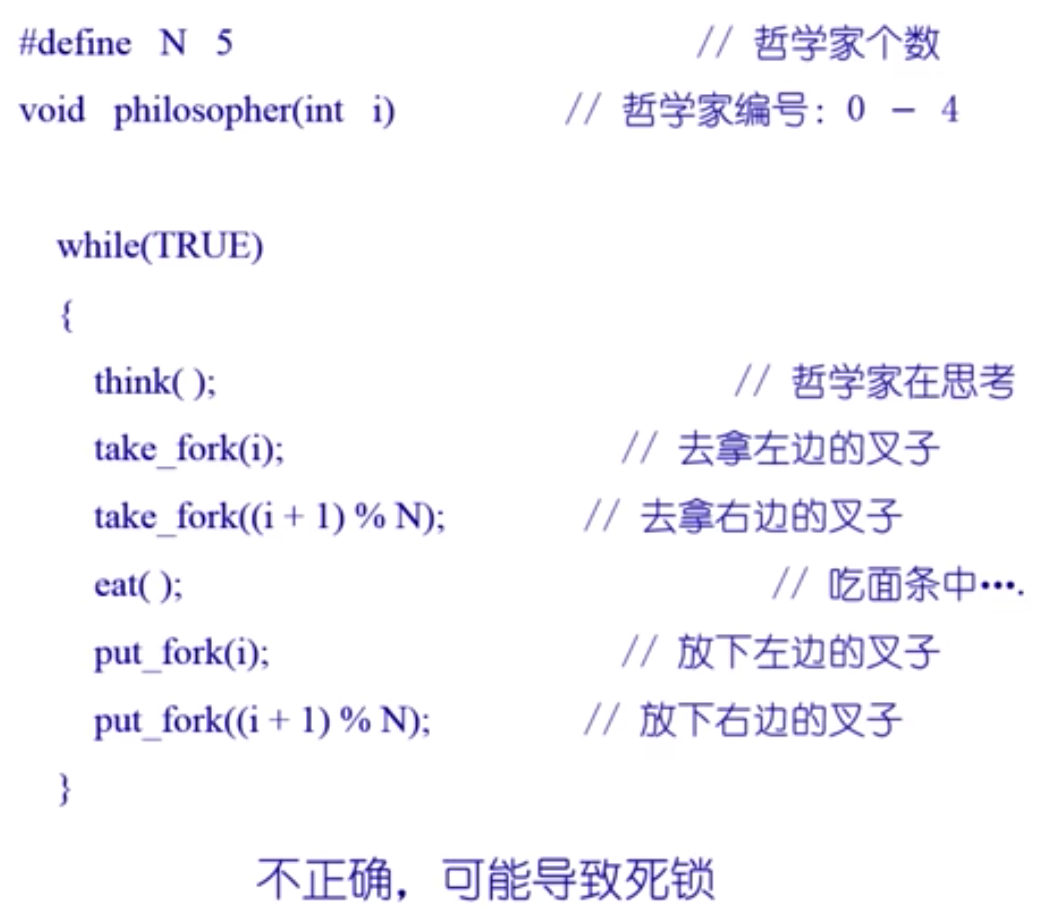 #define N 5 // 哲学家个数
void philosopher(int i) // 哲学家编号：0 － 4
while(TRUE)
{
think( ); // 哲学家在思考
take_fork(i); // 去拿左边的叉子
take_fork((i + 1) % N); // 去拿右边的叉子
eat( ); // 吃面条中….
put_fork(i); // 放下左边的叉子
put_fork((i + 1) % N); // 放下右边的叉子
}
不正确，可能导致死锁